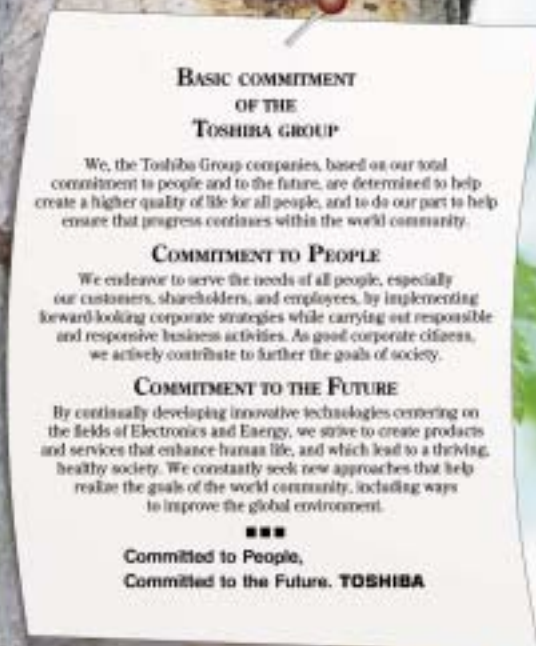 BASIC COMMITMENT
OF THE
TOSHIBA GROUP
We, the Toshiba Group companies, based on our total
commitment to people and to the future, are determined to help
create a higher quality of life for all people, and to do our part to help
ensure that progress continues within the world community.
COMMITMENT TO PEOPLE
We endeavor to serve the needs of all people, especially
our customers, shareholders, and employees, by implementing
forward-looking corporate strategies while carrying out responsible
and responsive business activities. As good corporate citizens,
we actively contribute to further the goals of society.
COMMITMENT TO THE FUTURE
By continually developing innovative technologies centering on
the fields of Electronics and Energy, we strive to create products
and services that enhance human life, and which lead to a thriving,
healthy society. We constantly seek new approaches that help
realize the goals of the world community, including ways
to improve the global environment.
■■■
Committed to People,
Committed to the Future. TOSHIBA